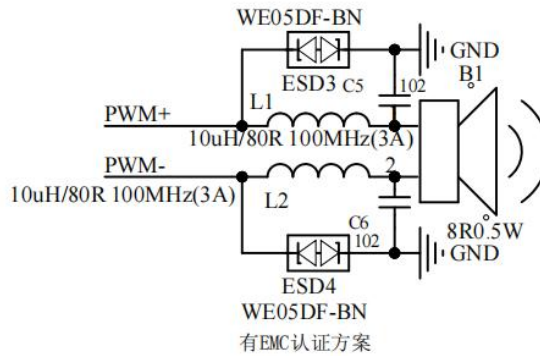 WE05DF-BN
GND
ESD3
C5
102
B1
L1
PWM+
10uH/80R 100MHz(3A)
PWM-
2
10uH/80R 100MHz(3A)
L2
C6
102
8R0.5W
GND
ESD4
WE05DF-BN
有EMC认证方案